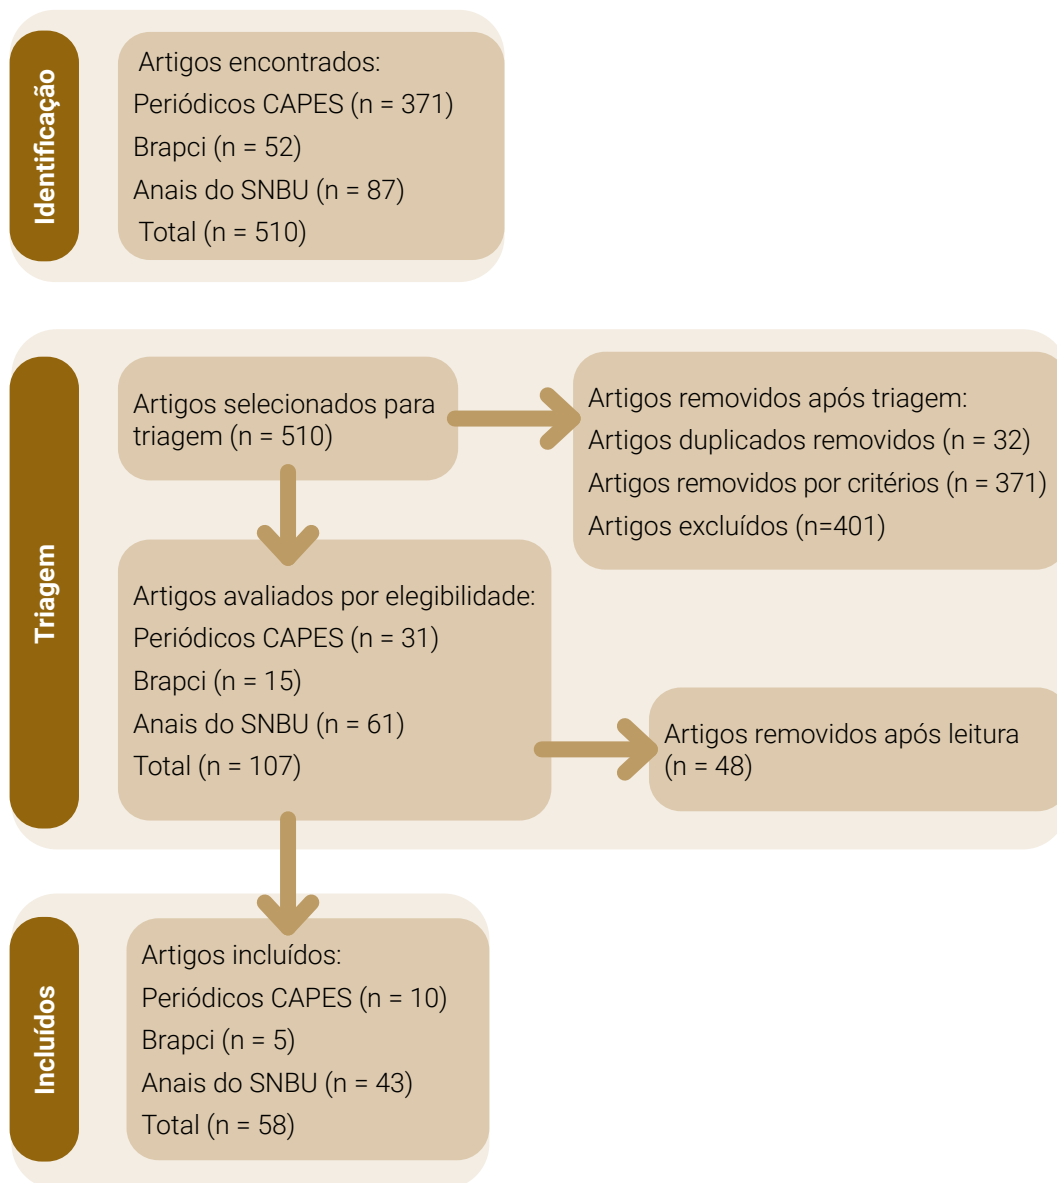 Identificação
Artigos encontrados:
Periódicos CAPES (n = 371)
Brapci (n = 52)
Anais do SNBU (n = 87)
Total (n = 510)
Triagem
Artigos selecionados para
triagem (n = 510)
Artigos removidos após triagem:
Artigos duplicados removidos (n = 32)
Artigos removidos por critérios (n = 371)
Artigos excluídos (n=401)
Artigos avaliados por elegibilidade:
Periódicos CAPES (n = 31)
Brapci (n = 15)
Anais do SNBU (n = 61)
Total (n = 107)
Artigos removidos após leitura
(n = 48)
Incluídos
Artigos incluídos:
Periódicos CAPES (n = 10)
Brapci (n = 5)
Anais do SNBU (n = 43)
Total (n = 58)